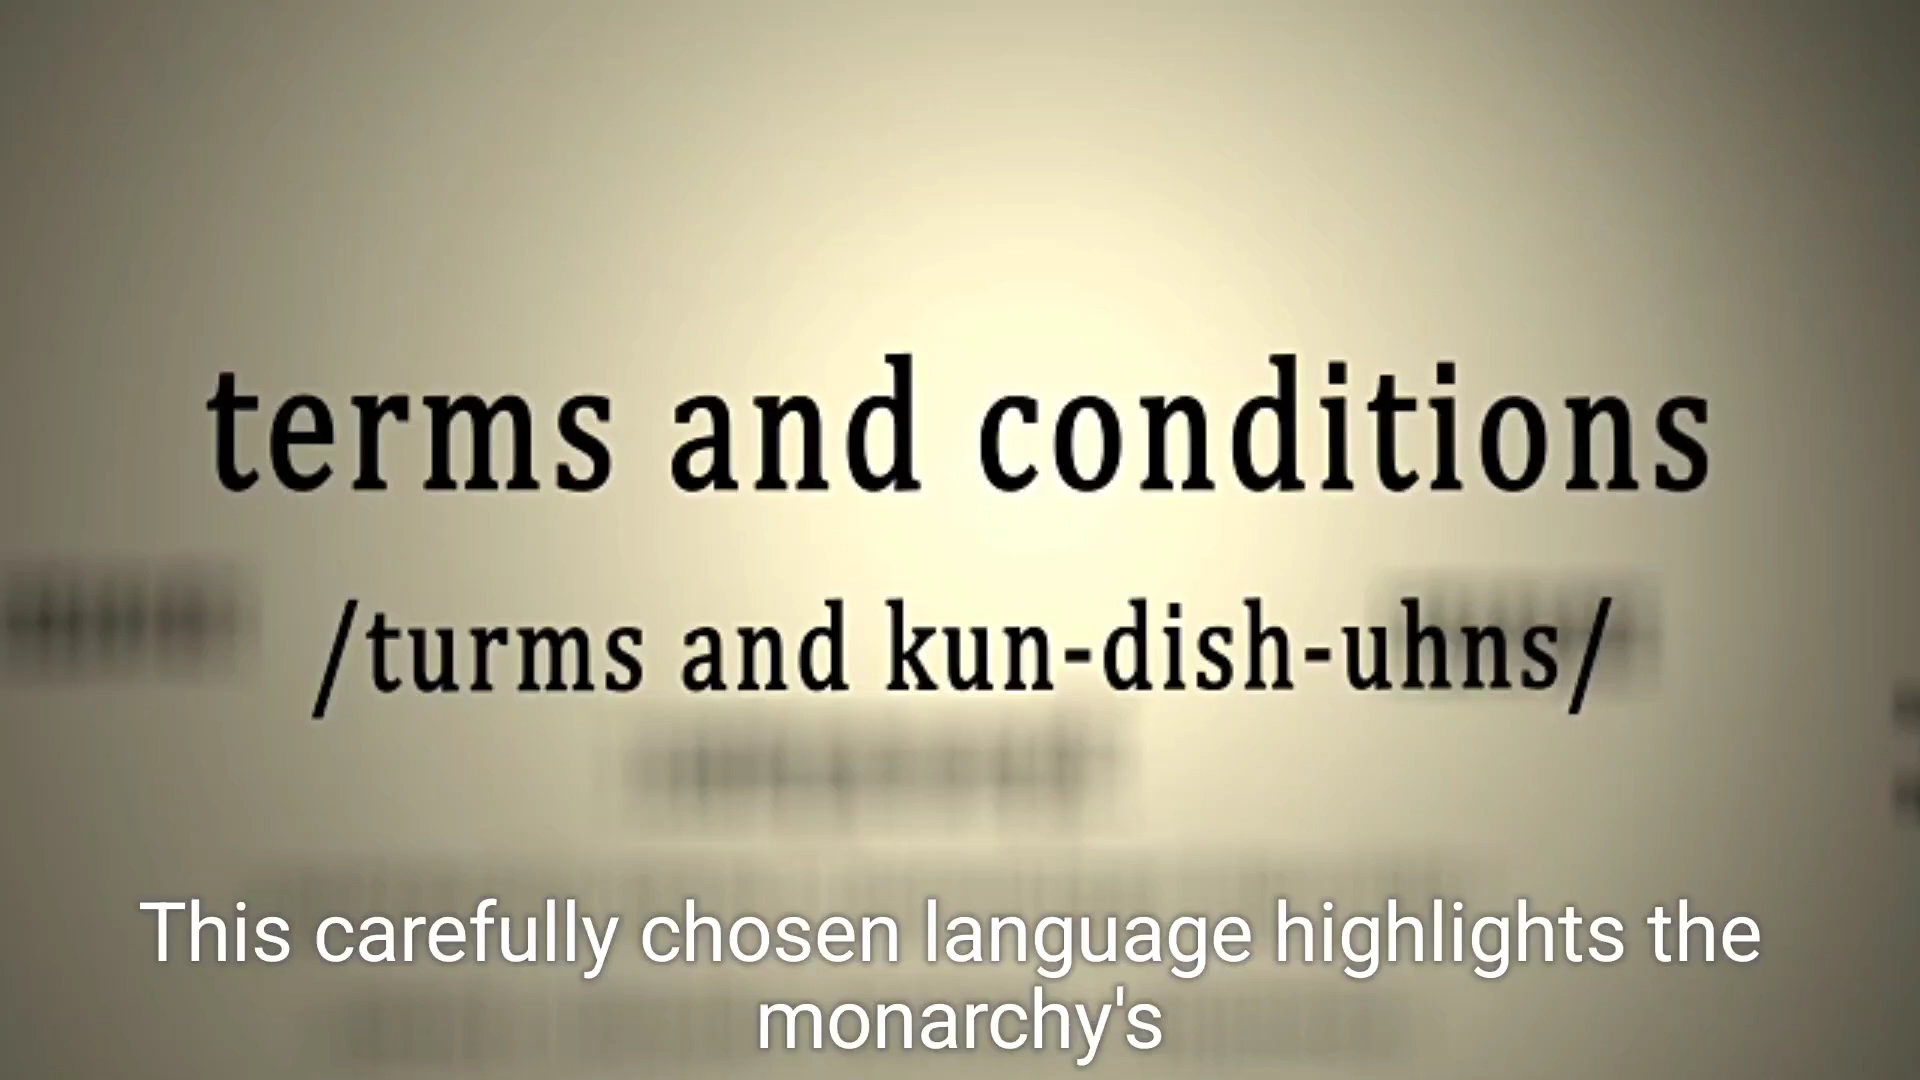 terms and conditions
/turms and kun-dish-uhns/
This carefully chosen language highlights the
monarchy's